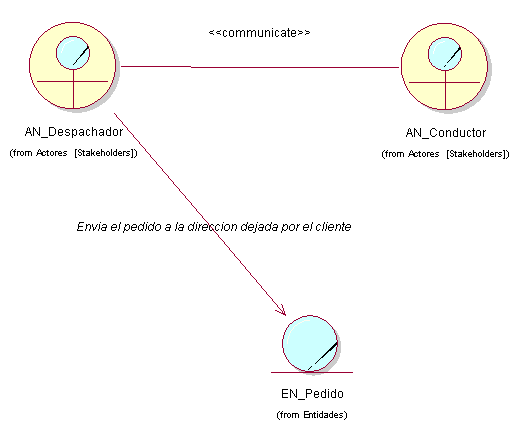 <<communicate>>
AN_Despachador
(from Actores [Stakeholders])
AN_Conductor
(from Actores [Stakeholders])
Envia el pedido a la direccion dejada por el cliente
EN_Pedido
(from Entidades)